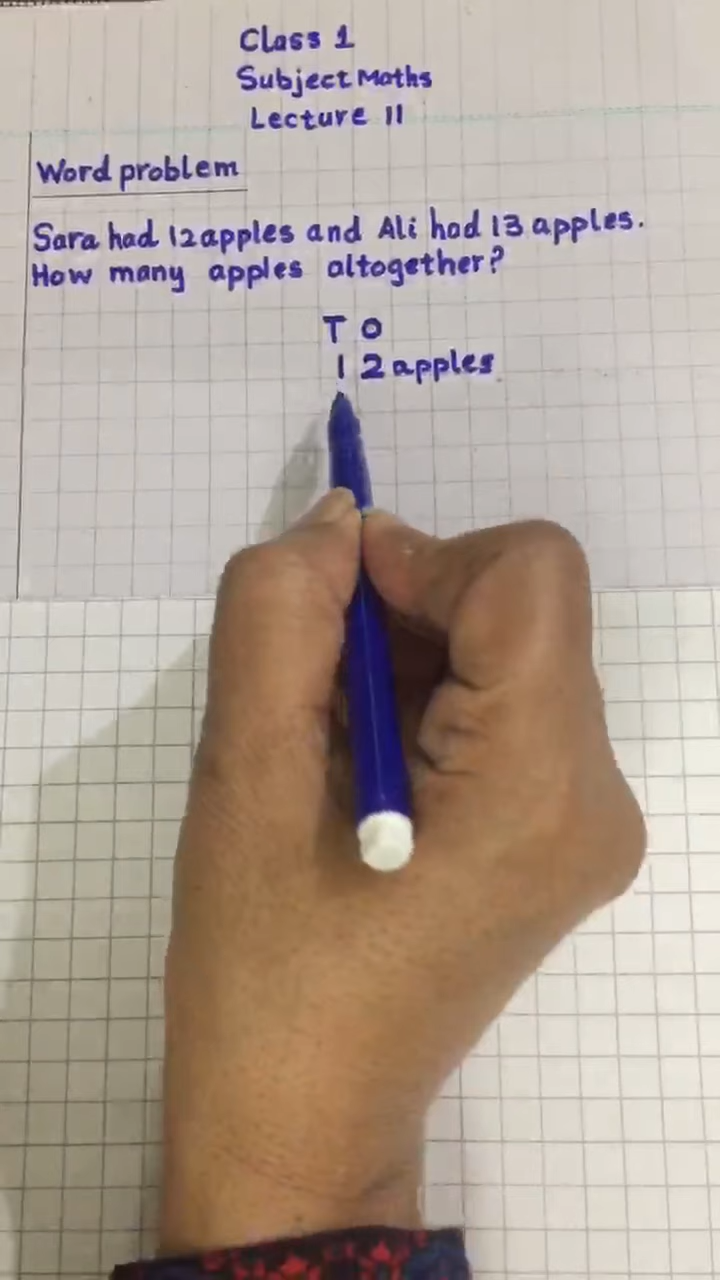 Class 1
Subject Maths
Lecture 11
Word problem
Sara had 12 apples and Ali had 13 apples.
How many apples altogether?
T O
1 2 apples